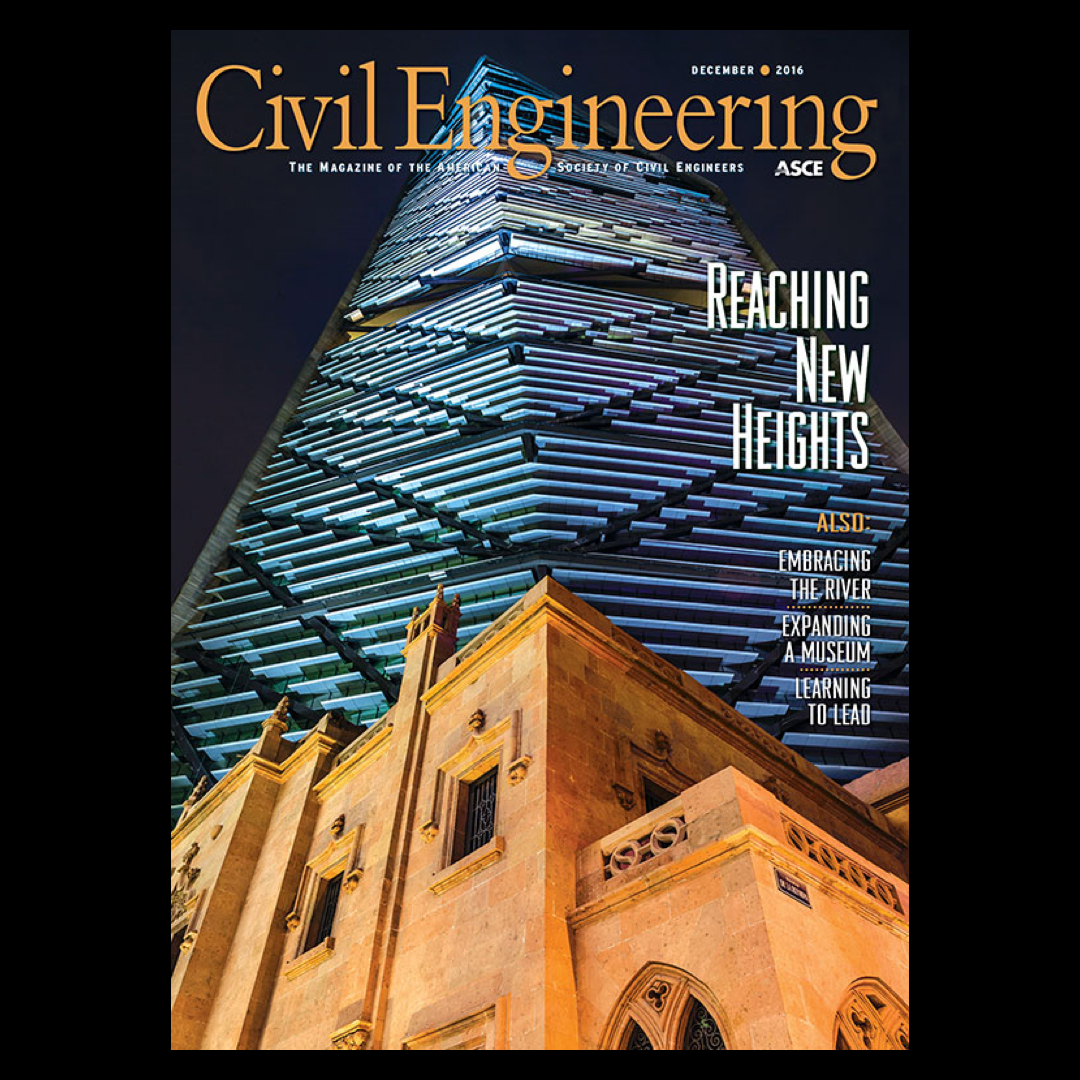 DECEMBER ● 2016
Civil Engineering
THE MAGAZINE OF THE AMERICAN SOCIETY OF CIVIL ENGINEERS
ASCE
REACHING
NEW
HEIGHTS
ALSO:
EMBRACING
THE RIVER
EXPANDING
A MUSEUM
LEARNING
TO LEAD